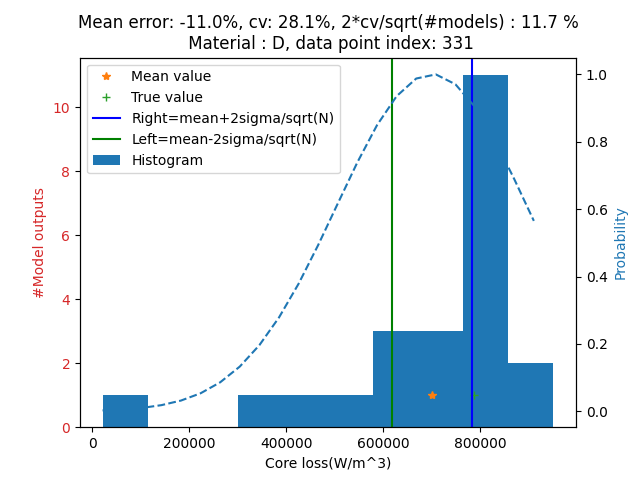 Mean error: -11.0%, cv: 28.1%, 2*cv/sqrt(#models) : 11.7 %
Material : D, data point index: 331
Mean value
True value
Right=mean+2sigma/sqrt(N)
Left=mean-2sigma/sqrt(N)
Histogram
#Model outputs
0
2
4
6
8
10
0
200000
400000
600000
800000
Core loss(W/m^3)
0.0
0.2
0.4
0.6
0.8
1.0
Probability